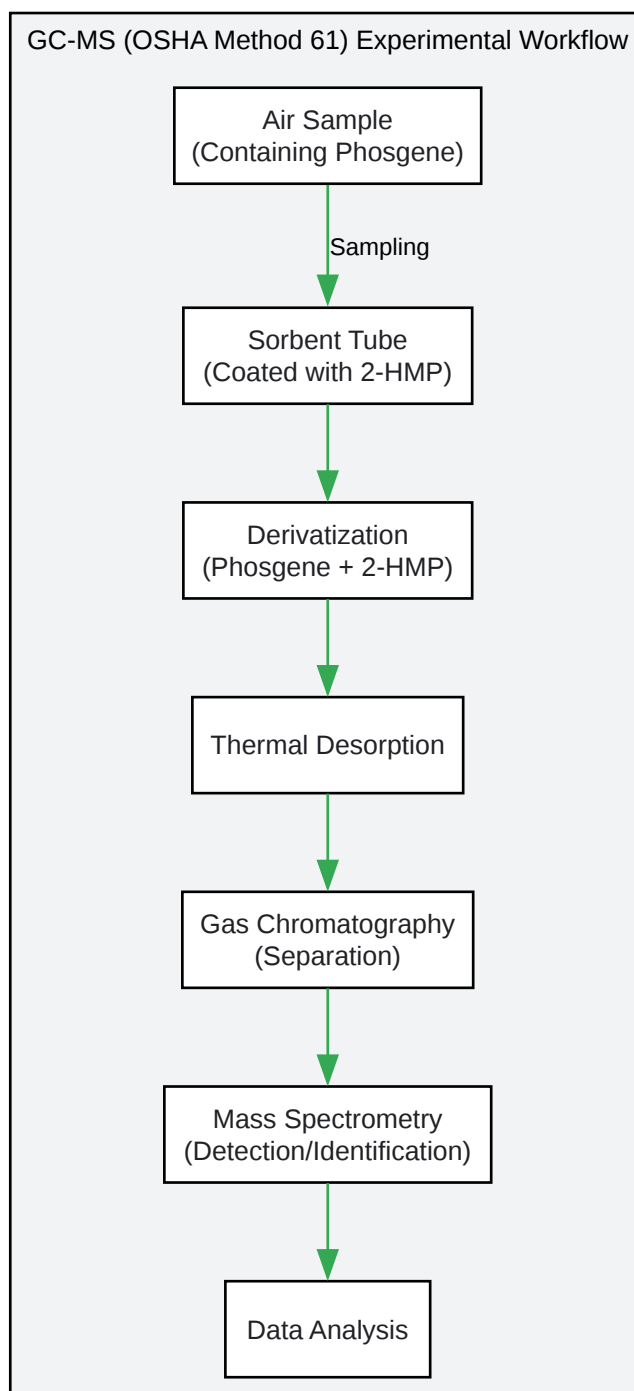 GC-MS (OSHA Method 61) Experimental Workflow
Air Sample
(Containing Phosgene)
Sampling
Sorbent Tube
(Coated with 2-HMP)
Derivatization
(Phosgene + 2-HMP)
Thermal Desorption
Gas Chromatography
(Separation)
Mass Spectrometry
(Detection/Identification)
Data Analysis